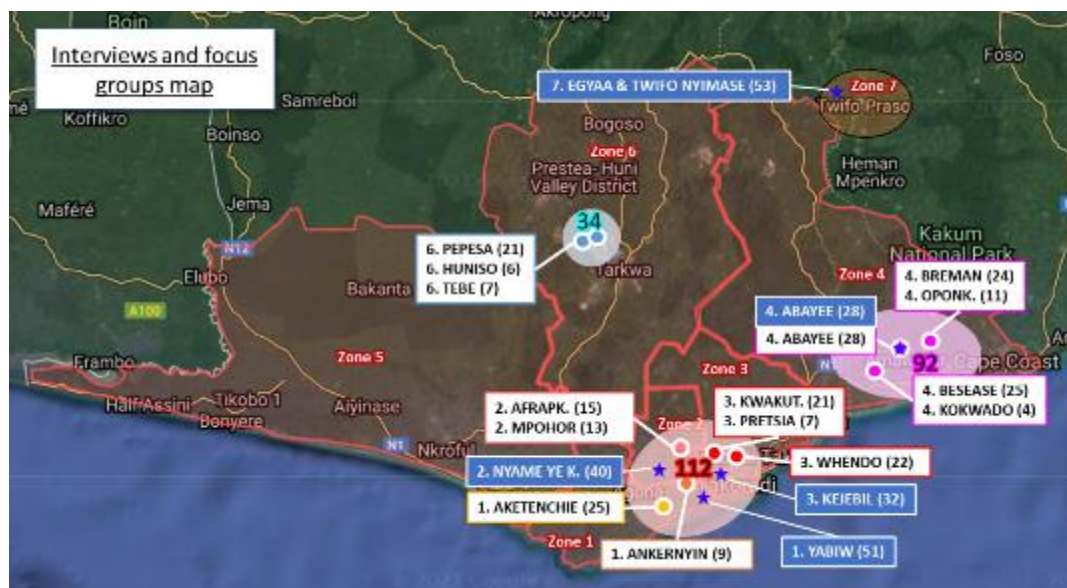 Interviews and focus
groups map
Boin
Koffikro
Samreboi
Boinso
Jema
Maféré
N12
Elubo
A100
Frambo
Half Assini
Tikobo 1
Bonyere
Bakanta
Zone 5
Aiyinase
N1
Nkroful
Akropong
Foso
7. EGYAA & TWIFO NYIMASE (53)
Zone 7
Twifo Praso
Bogoso
Zone 6
Prestea- Huni
Valley District
Heman
Mpenkro
34
6. PEPESA (21)
6. HUNISO (6)
6. TEBE (7)
Tarkwa
Kakum
National Park
Zone 4
4. BREMAN (24)
4. OPONK. (11)
4. ABAYEE (28)
4. ABAYEE (28)
92
Cape Coast
Zone 3
4. BESEASE (25)
4. KOKWADO (4)
2. AFRAPK. (15)
2. MPOHOR (13)
3. KWAKUT. (21)
3. PRETSIA (7)
Zone 2
112
3. WHENDO (22)
2. NYAME YE K. (40)
3. KEJEBIL (32)
1. AKETENCHIE (25)
Zone 1
1. ANKERNYIN (9)
1. YABIW (51)